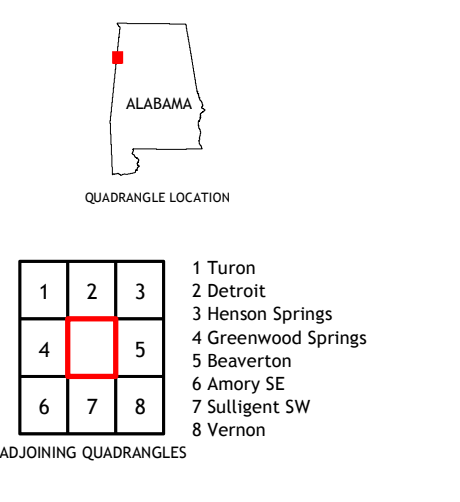 ALABAMA
QUADRANGLE LOCATION
1 2 3
4 5
6 7 8
1 Turon
2 Detroit
3 Henson Springs
4 Greenwood Springs
5 Beaverton
6 Amory SE
7 Sulligent SW
8 Vernon
ADJOINING QUADRANGLES